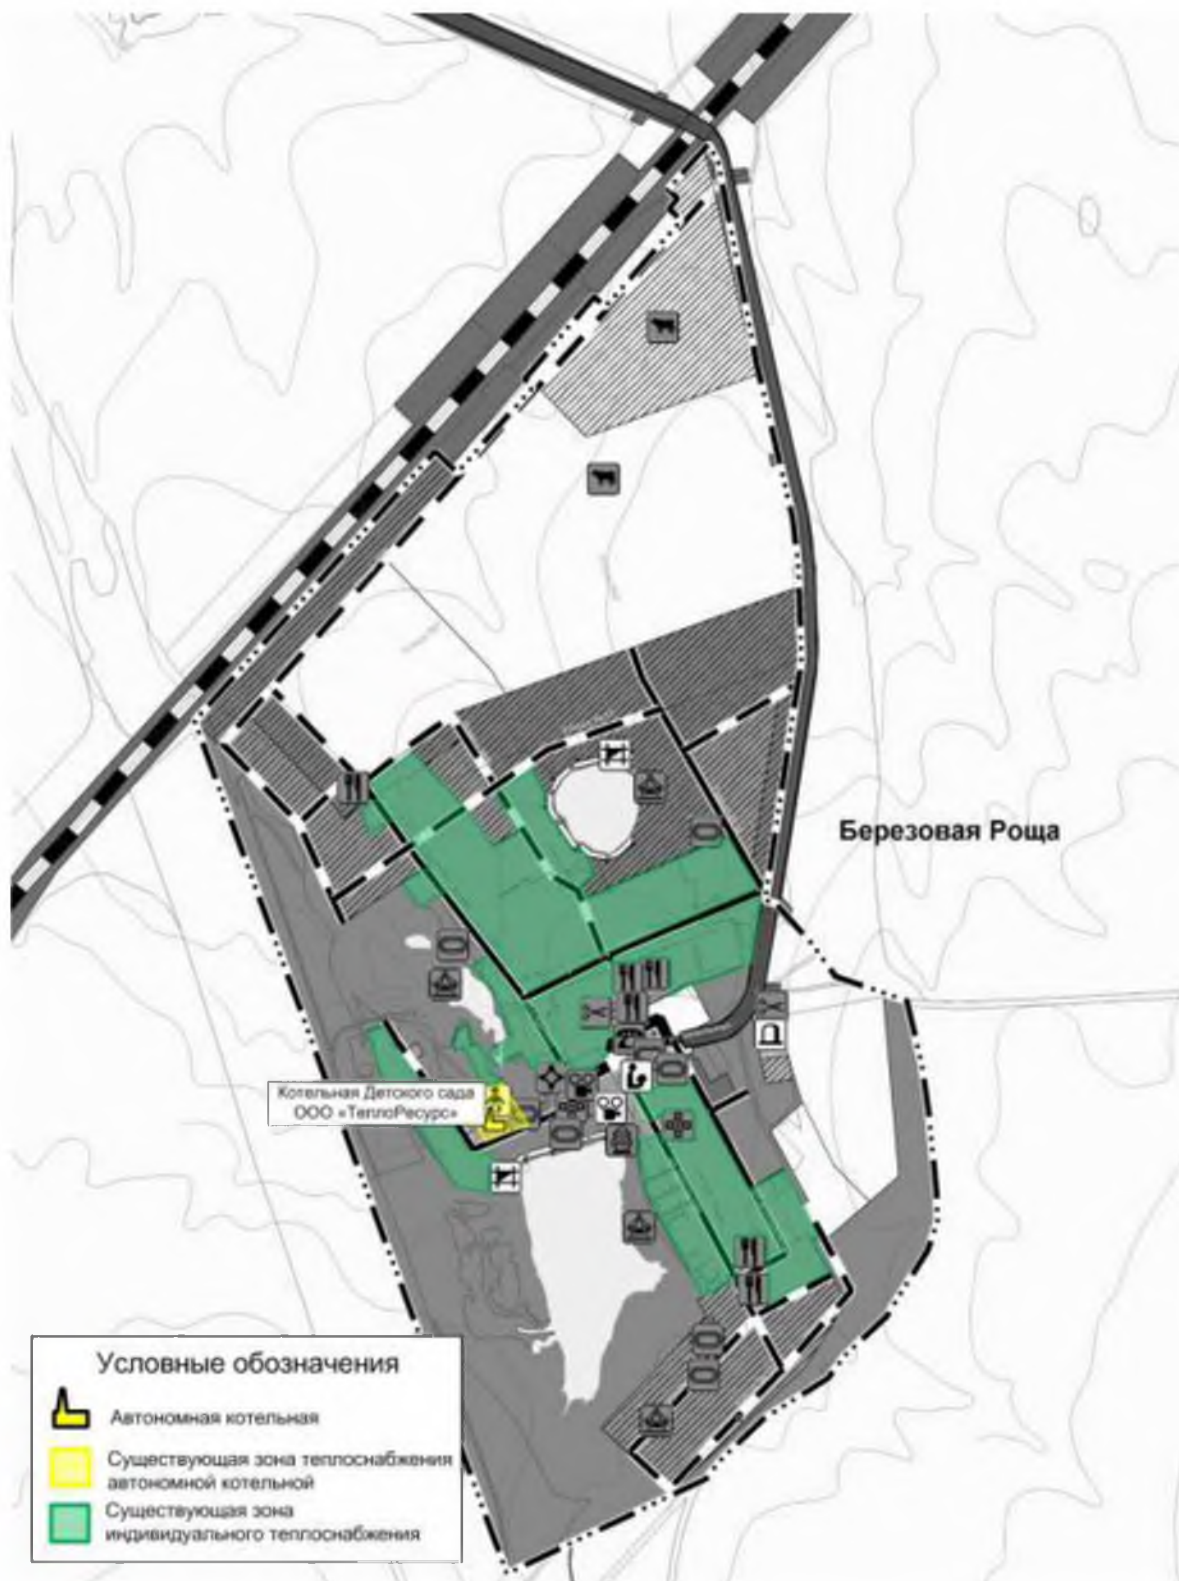 Березовая Роща
Котельная Детского сада
ООО «ТеплоРесурс»
Условные обозначения
Автономная котельная
Существующая зона теплоснабжения
автономной котельной
Существующая зона
индивидуального теплоснабжения